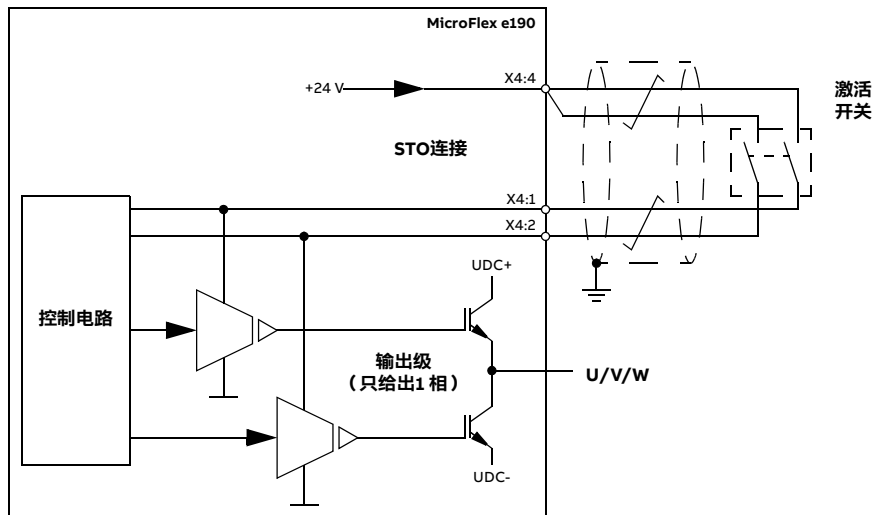 MicroFlex e190
+24 V
X4:4
激活
开关
STO连接
X4:1
X4:2
UDC+
控制电路
输出级
（只给出1 相）
U/V/W
UDC-